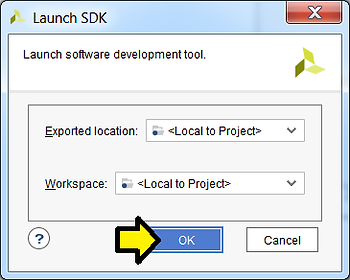 Launch SDK
Launch software development tool.
Exported location: <Local to Project>
Workspace: <Local to Project>
? OK Cancel